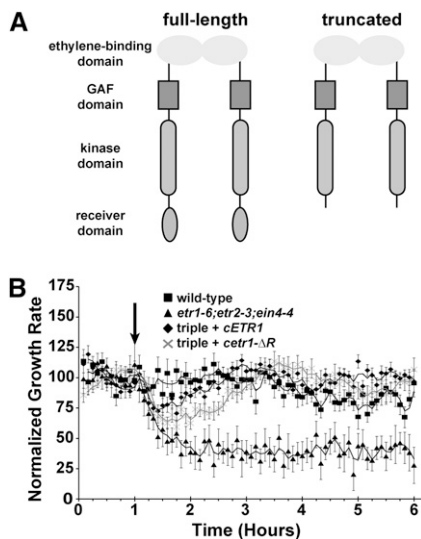 A
full-length
truncated
ethylene-binding
domain
GAF
domain
kinase
domain
receiver
domain
B
Normalized Growth Rate
175
150
125
100
75
50
25
0
wild-type
etr1-6;etr2-3;ein4-4
triple + cETR1
triple + cetr1-ΔR
0
1
2
3
4
5
6
Time (Hours)